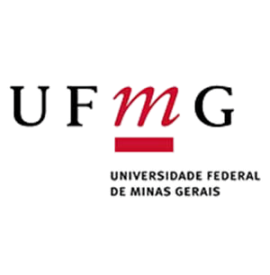 UFmG
UNIVERSIDADE FEDERAL
DE MINAS GERAIS